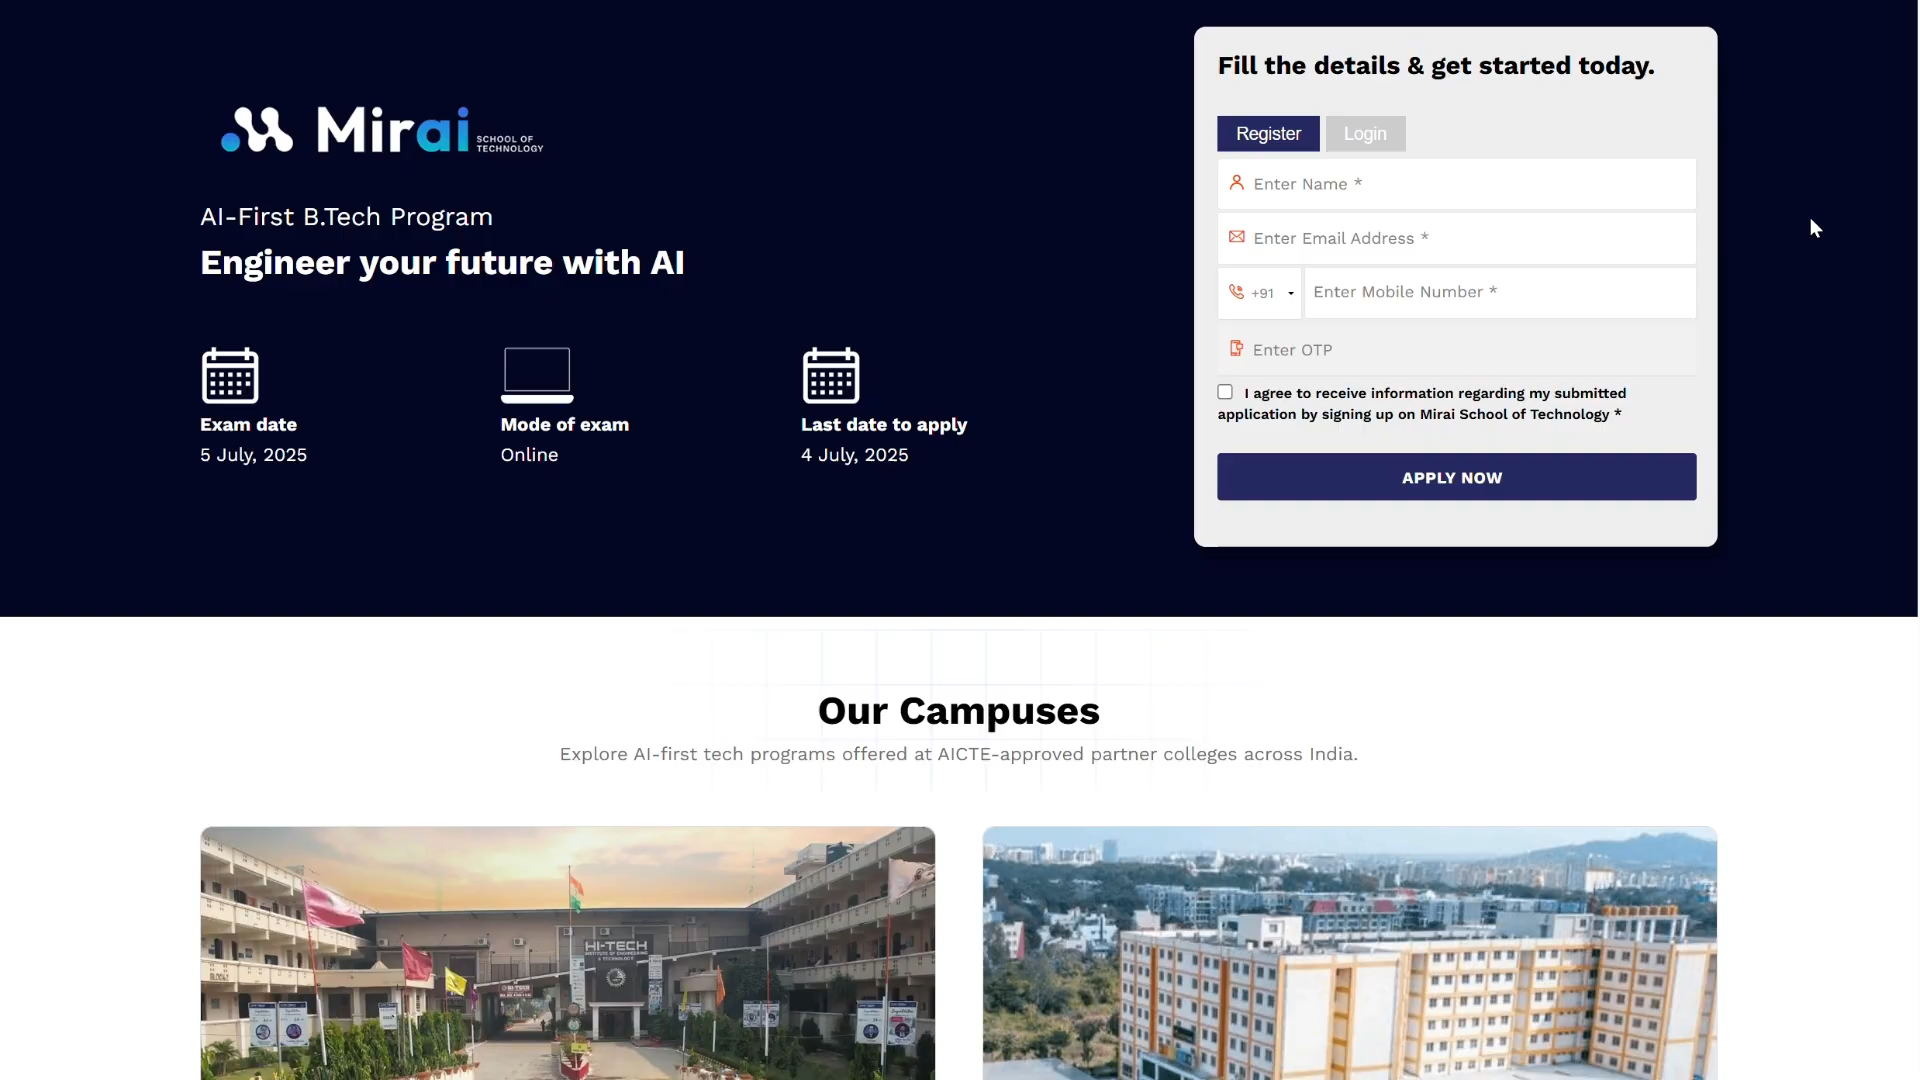 Mirai SCHOOL OF
TECHNOLOGY
AI-First B.Tech Program
Engineer your future with AI
Exam date
5 July, 2025
Mode of exam
Online
Last date to apply
4 July, 2025
Fill the details & get started today.
Register Login
Enter Name *
Enter Email Address *
+91 Enter Mobile Number *
Enter OTP
I agree to receive information regarding my submitted
application by signing up on Mirai School of Technology *
APPLY NOW
Our Campuses
Explore AI-first tech programs offered at AICTE-approved partner colleges across India.
HI-TECH
INSTITUTE OF ENGINEERING
& TECHNOLOGY